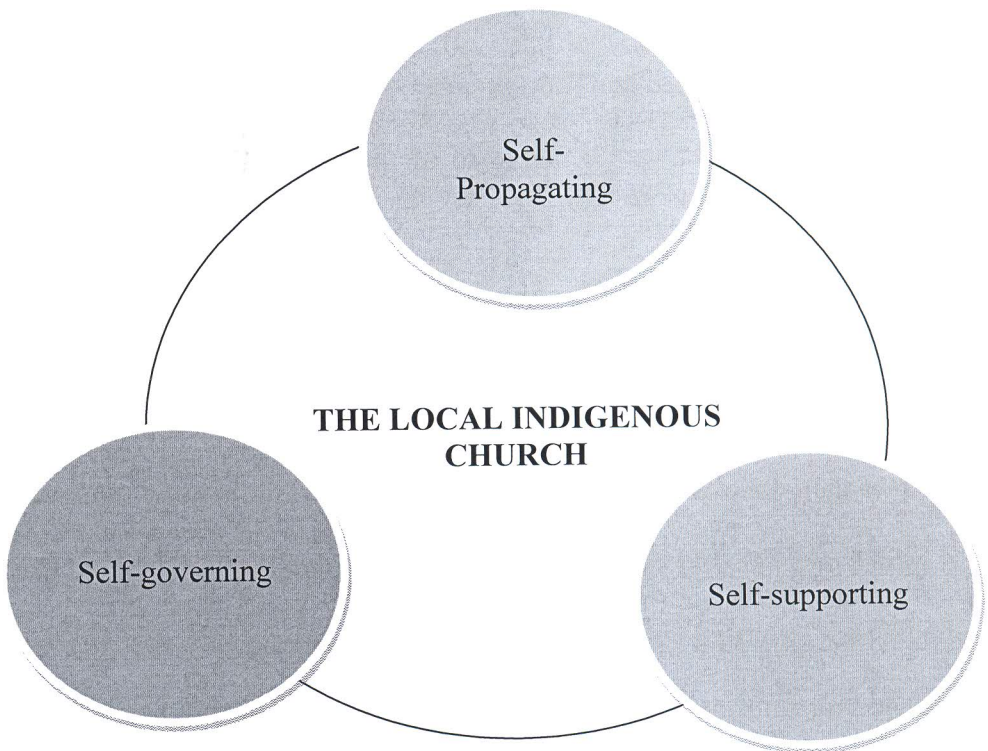 Self-
Propagating
THE LOCAL INDIGENOUS
CHURCH
Self-governing
Self-supporting